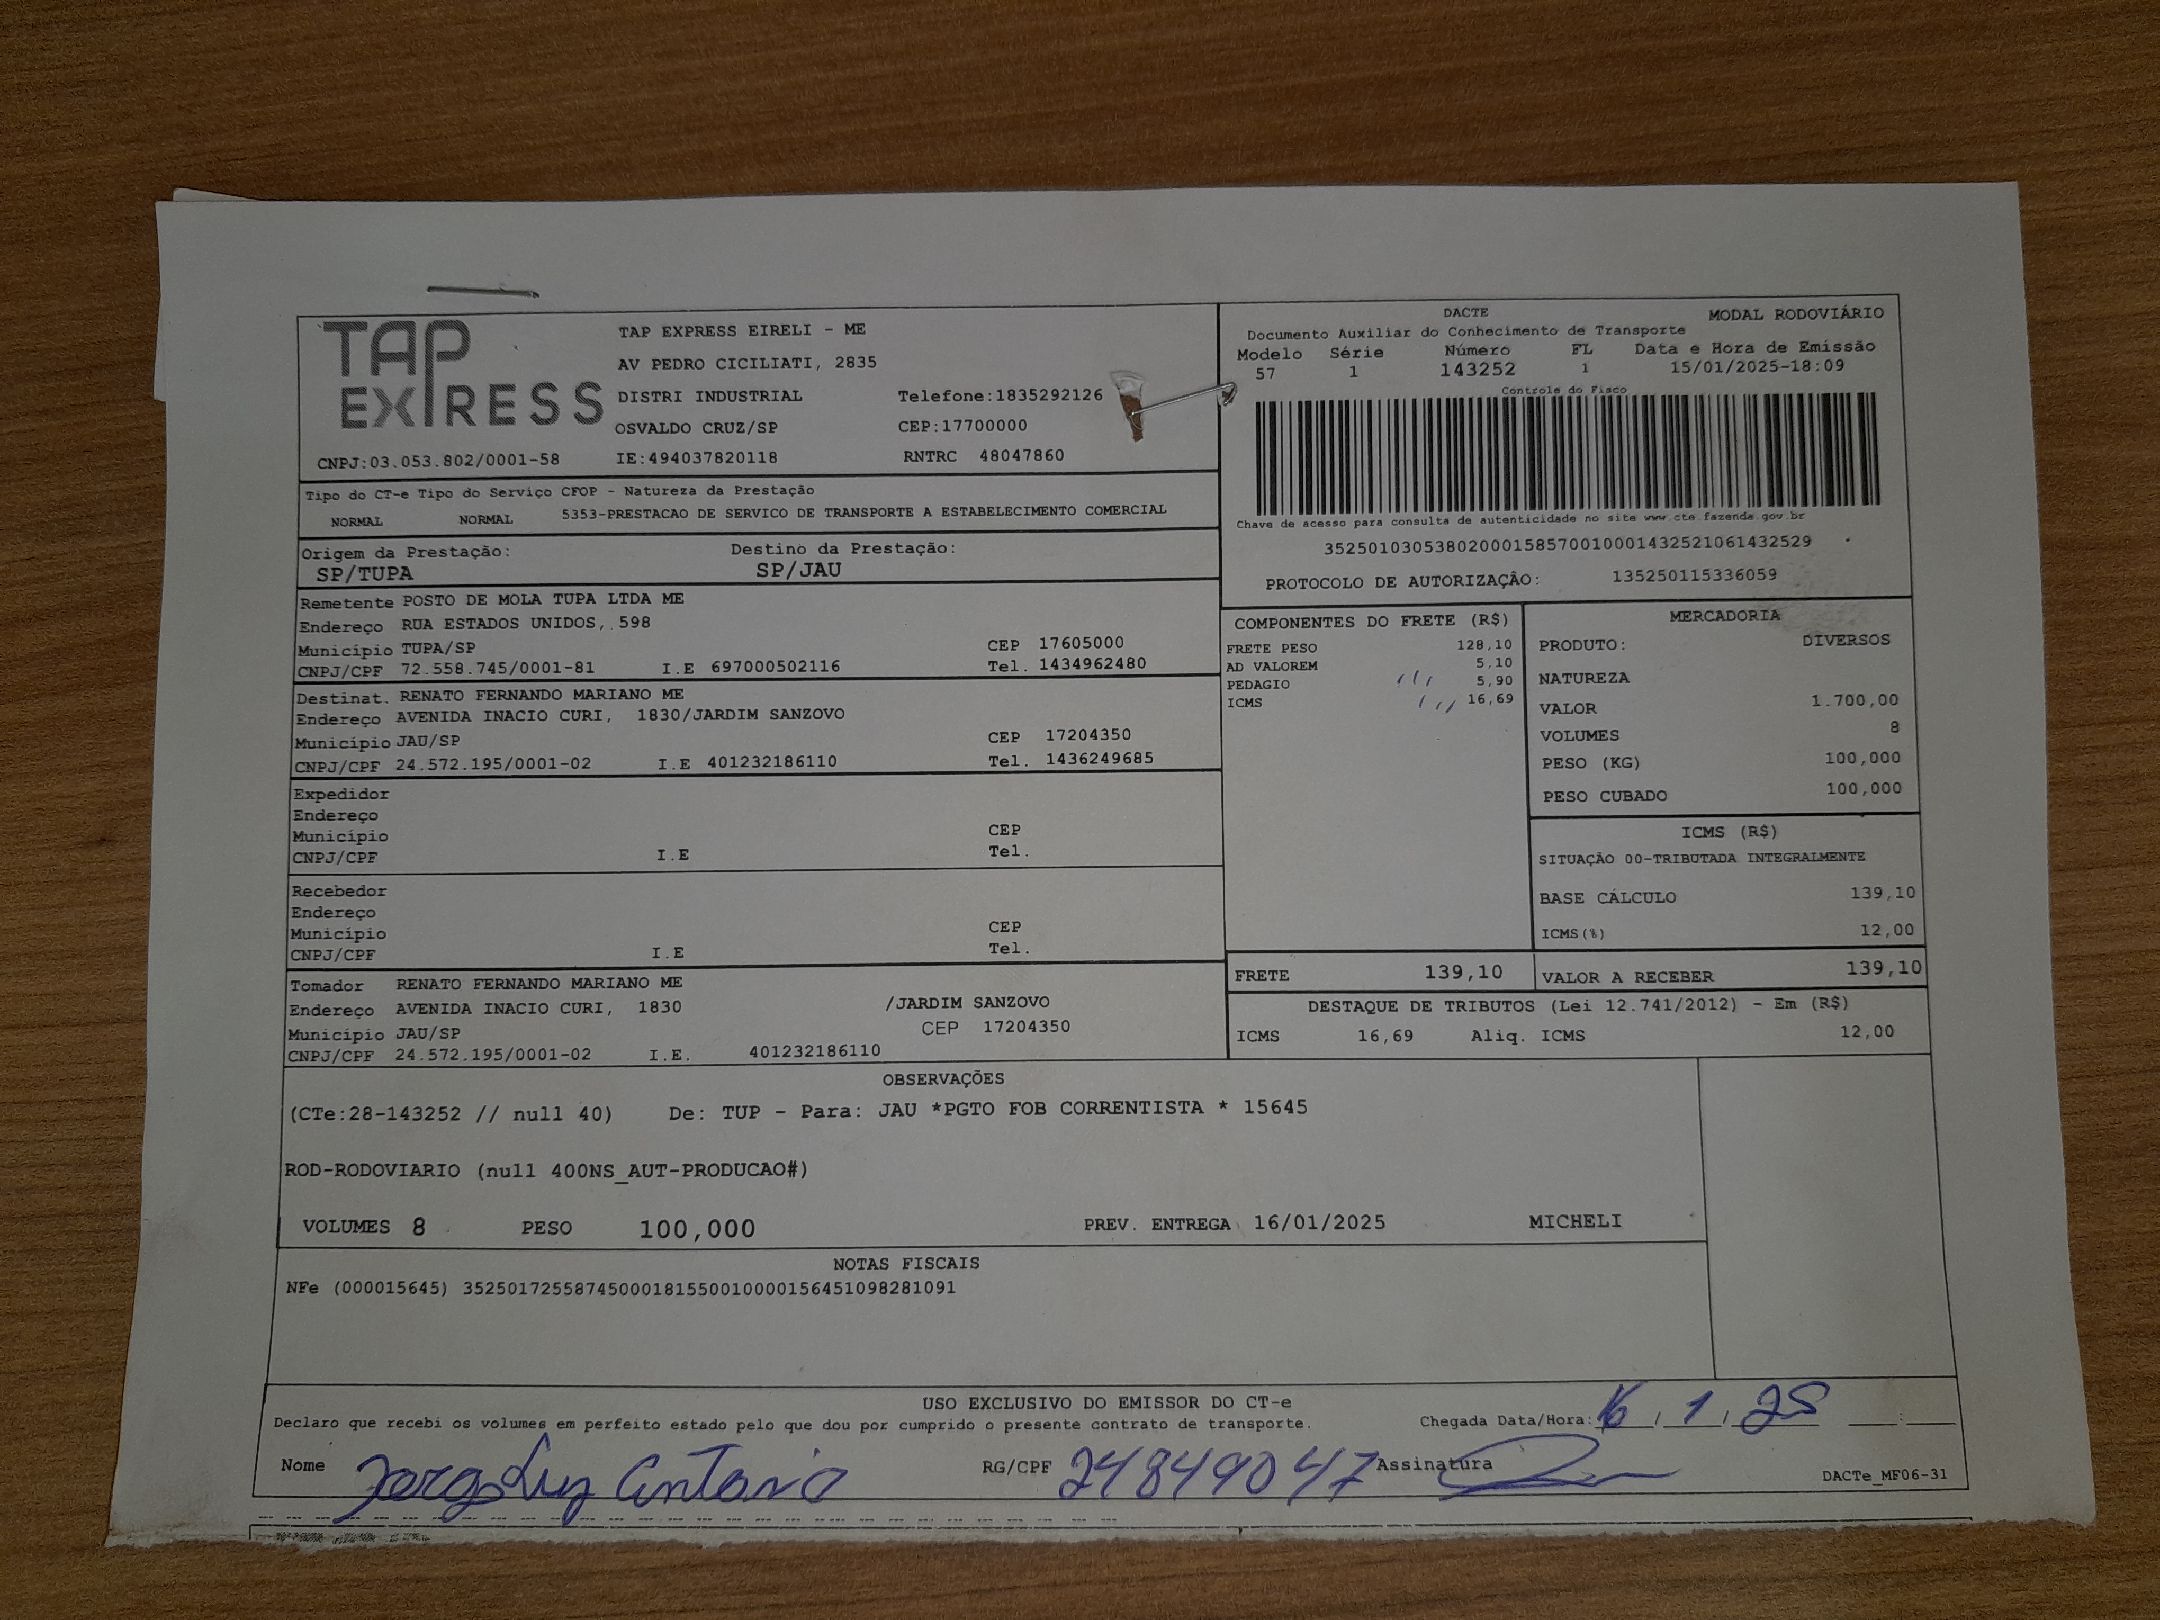 TAP EXPRESS
TAP EXPRESS EIRELI - ME
AV PEDRO CICILIATI, 2835
DISTRI INDUSTRIAL Telefone:1835292126
OSVALDO CRUZ/SP CEP:17700000
CNPJ:03.053.802/0001-58 IE:494037820118 RNTRC 48047860
DACTE MODAL RODOVIÁRIO
Documento Auxiliar do Conhecimento de Transporte
Modelo Série Número FL Data e Hora de Emissão
57 1 143252 1 15/01/2025-18:09
Controle do Fisco
Chave de acesso para consulta de autenticidade no site www.cte.fazenda.gov.br
35250103053802000158570010001432521061432529
PROTOCOLO DE AUTORIZAÇÂO: 135250115336059
Tipo do CT-e Tipo do Serviço CFOP - Natureza da Prestação
NORMAL NORMAL 5353-PRESTACAO DE SERVICO DE TRANSPORTE A ESTABELECIMENTO COMERCIAL
Origem da Prestação: Destino da Prestação:
SP/TUPA SP/JAU
Remetente POSTO DE MOLA TUPA LTDA ME
Endereço RUA ESTADOS UNIDOS, 598
Município TUPA/SP CEP 17605000
CNPJ/CPF 72.558.745/0001-81 I.E 697000502116 Tel. 1434962480
Destinat. RENATO FERNANDO MARIANO ME
Endereço AVENIDA INACIO CURI, 1830/JARDIM SANZOVO
Município JAU/SP CEP 17204350
CNPJ/CPF 24.572.195/0001-02 I.E 401232186110 Tel. 1436249685
Expedidor
Endereço
Município CEP
CNPJ/CPF I.E Tel.
Recebedor
Endereço
Município CEP
CNPJ/CPF I.E Tel.
Tomador RENATO FERNANDO MARIANO ME
Endereço AVENIDA INACIO CURI, 1830 /JARDIM SANZOVO
Município JAU/SP CEP 17204350
CNPJ/CPF 24.572.195/0001-02 I.E. 401232186110
COMPONENTES DO FRETE (R$)
FRETE PESO 128,10
AD VALOREM 5,10
PEDAGIO 5,90
ICMS 16,69
MERCADORIA
PRODUTO: DIVERSOS
NATUREZA
VALOR 1.700,00
VOLUMES 8
PESO (KG) 100,000
PESO CUBADO 100,000
ICMS (R$)
SITUAÇÃO 00-TRIBUTADA INTEGRALMENTE
BASE CÁLCULO 139,10
ICMS(%) 12,00
FRETE 139,10 VALOR A RECEBER 139,10
DESTAQUE DE TRIBUTOS (Lei 12.741/2012) - Em (R$)
ICMS 16,69 Aliq. ICMS 12,00
OBSERVAÇÕES
(CTe:28-143252 // null 40) De: TUP - Para: JAU *PGTO FOB CORRENTISTA * 15645
ROD-RODOVIARIO (null 400NS_AUT-PRODUCAO#)
VOLUMES 8 PESO 100,000 PREV. ENTREGA 16/01/2025 MICHELI
NOTAS FISCAIS
NFe (000015645) 35250172558745000181550010000156451098281091
USO EXCLUSIVO DO EMISSOR DO CT-e
Declaro que recebi os volumes em perfeito estado pelo que dou por cumprido o presente contrato de transporte. Chegada Data/Hora: 16 / 1 / 25 :
Nome Antonio RG/CPF 24849047 Assinatura
DACTe_MF06-31